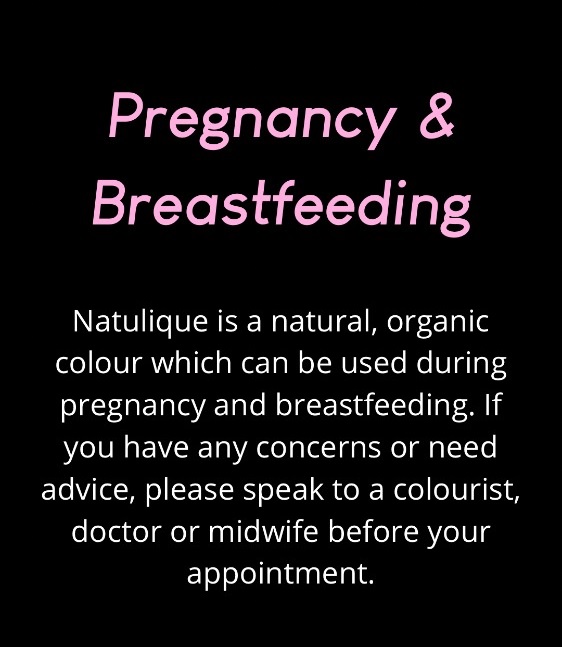 Pregnancy &
Breastfeeding
Natulique is a natural, organic
colour which can be used during
pregnancy and breastfeeding. If
you have any concerns or need
advice, please speak to a colourist,
doctor or midwife before your
appointment.